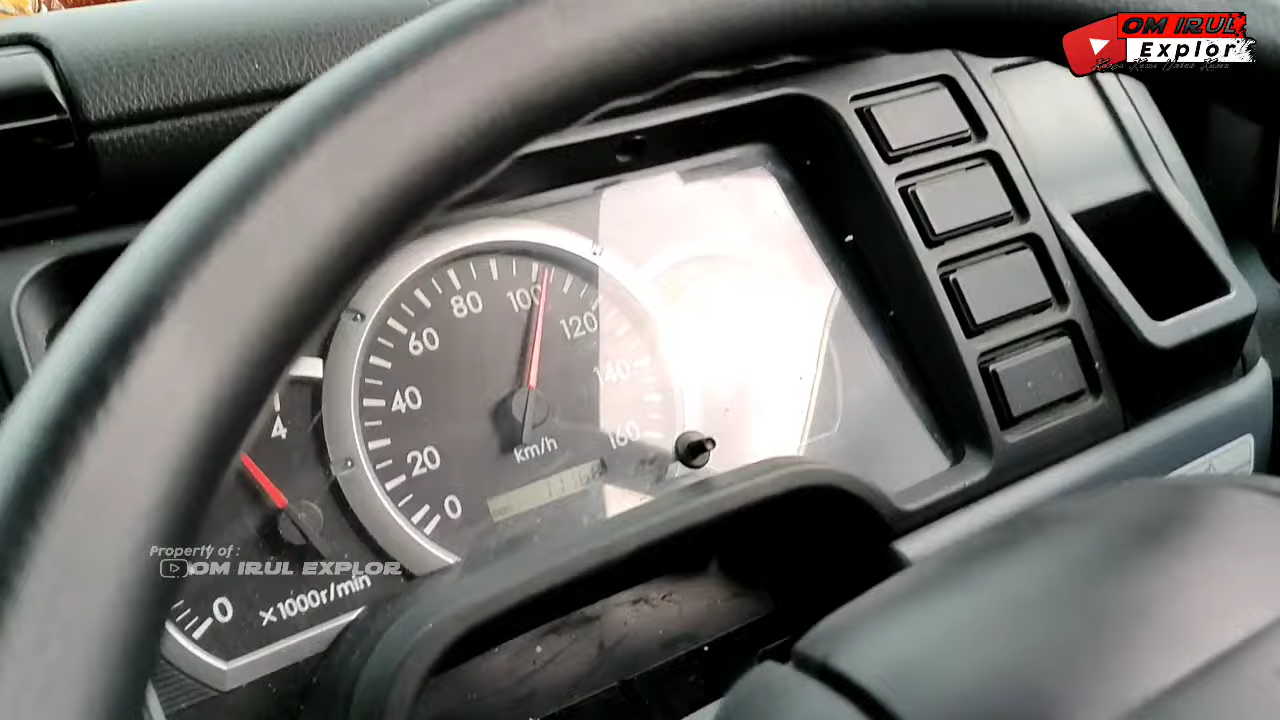 OM IRUL
Explor
80
100
60
120
40
140
4
20
160
km/h
0
Property of :
OM IRUL EXPLOR
0
×1000r/min